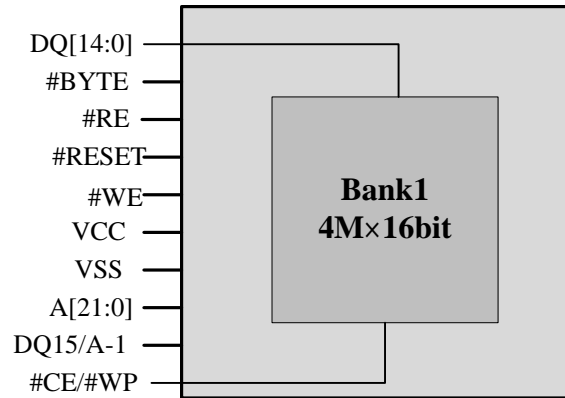 DQ[14:0]
#BYTE
#RE
#RESET
#WE
VCC
VSS
A[21:0]
DQ15/A-1
#CE/#WP
Bank1
4M×16bit